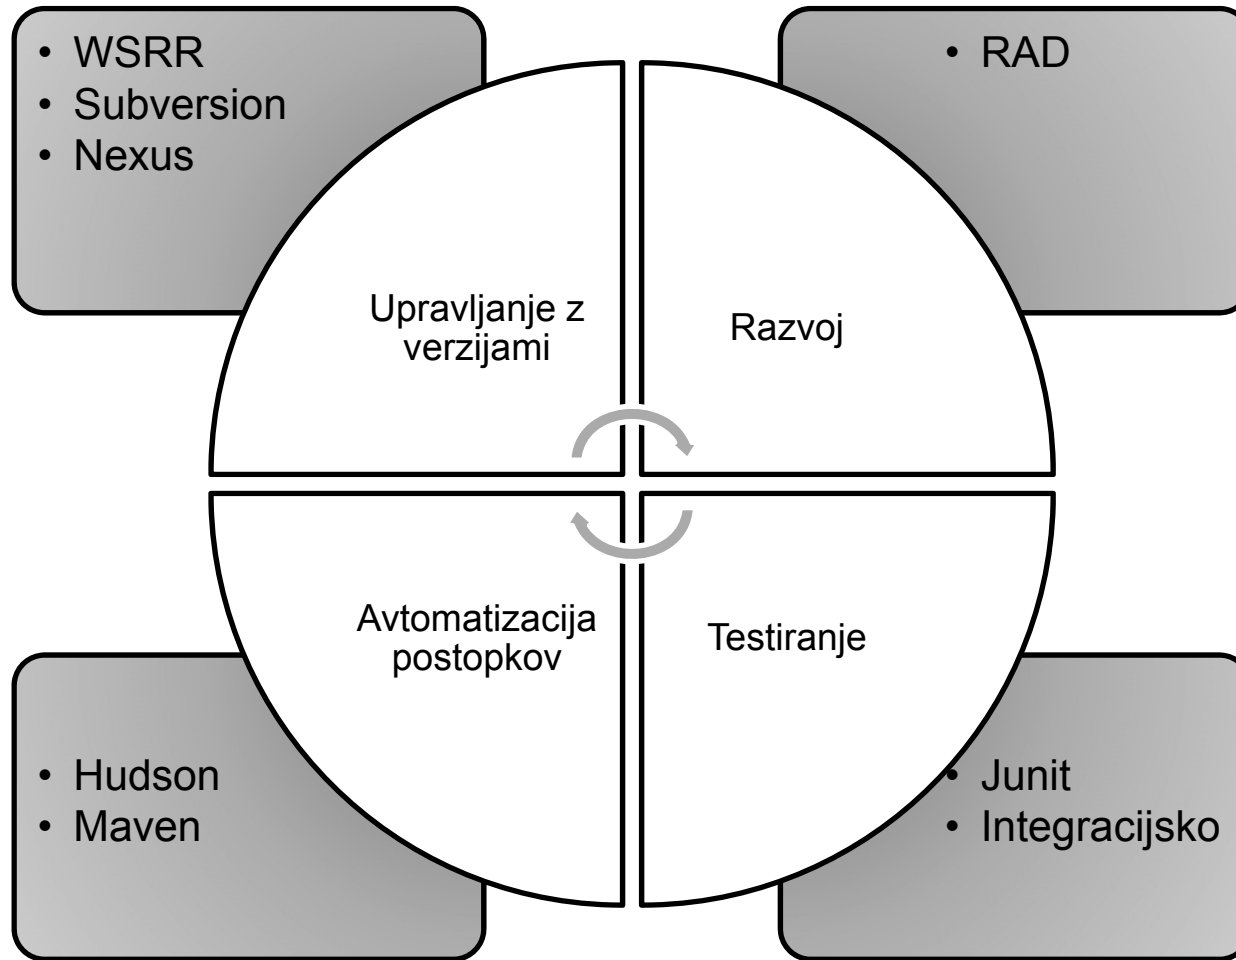 • WSRR
• Subversion
• Nexus
• RAD
Upravljanje z
verzijami
Razvoj
Avtomatizacija
postopkov
Testiranje
• Hudson
• Maven
• Junit
• Integracijsko